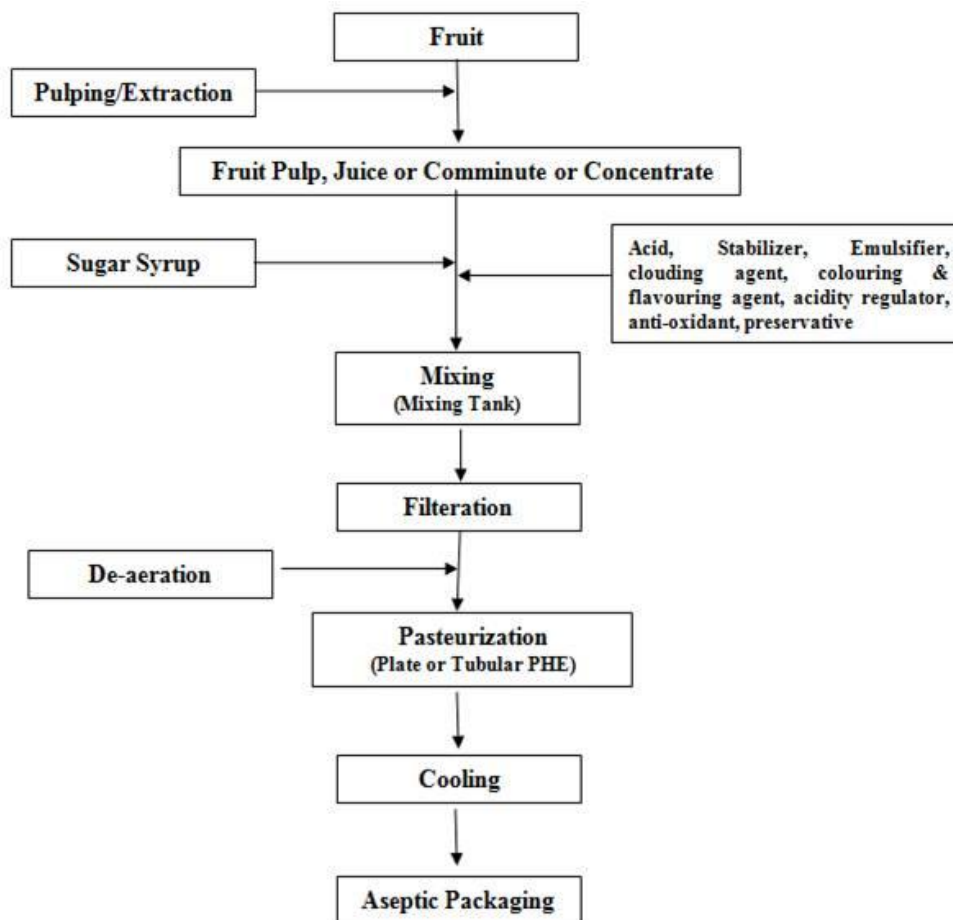 Fruit
Pulping/Extraction
Fruit Pulp, Juice or Comminute or Concentrate
Sugar Syrup
Acid, Stabilizer, Emulsifier,
clouding agent, colouring &
flavouring agent, acidity regulator,
anti-oxidant, preservative
Mixing
(Mixing Tank)
Filteration
De-aeration
Pasteurization
(Plate or Tubular PHE)
Cooling
Aseptic Packaging